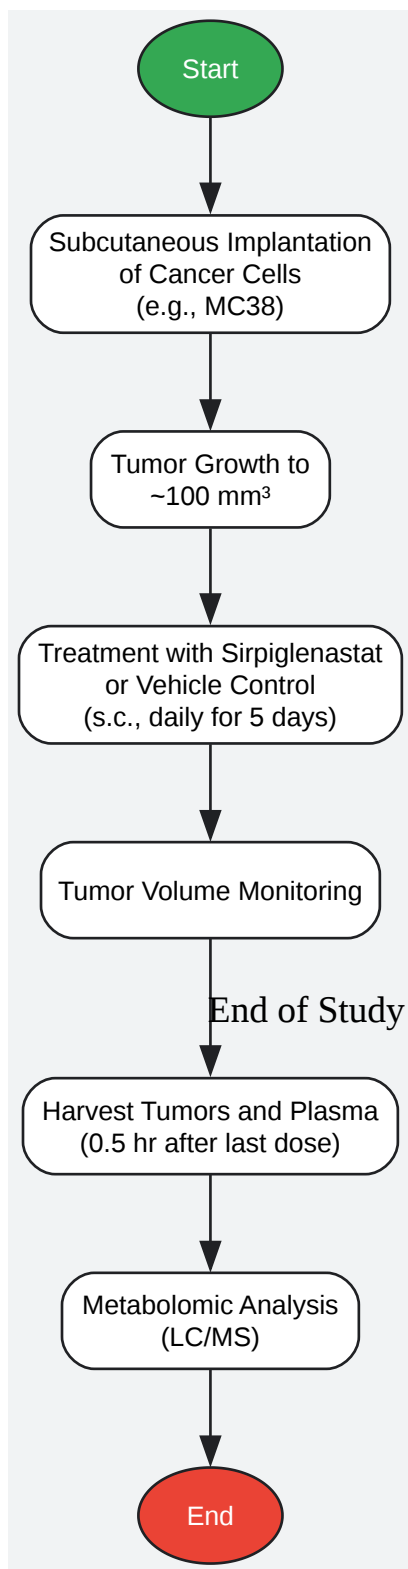 Start
Subcutaneous Implantation
of Cancer Cells
(e.g., MC38)
Tumor Growth to
~100 mm³
Treatment with Sirpiglenastat
or Vehicle Control
(s.c., daily for 5 days)
Tumor Volume Monitoring
End of Study
Harvest Tumors and Plasma
(0.5 hr after last dose)
Metabolomic Analysis
(LC/MS)
End